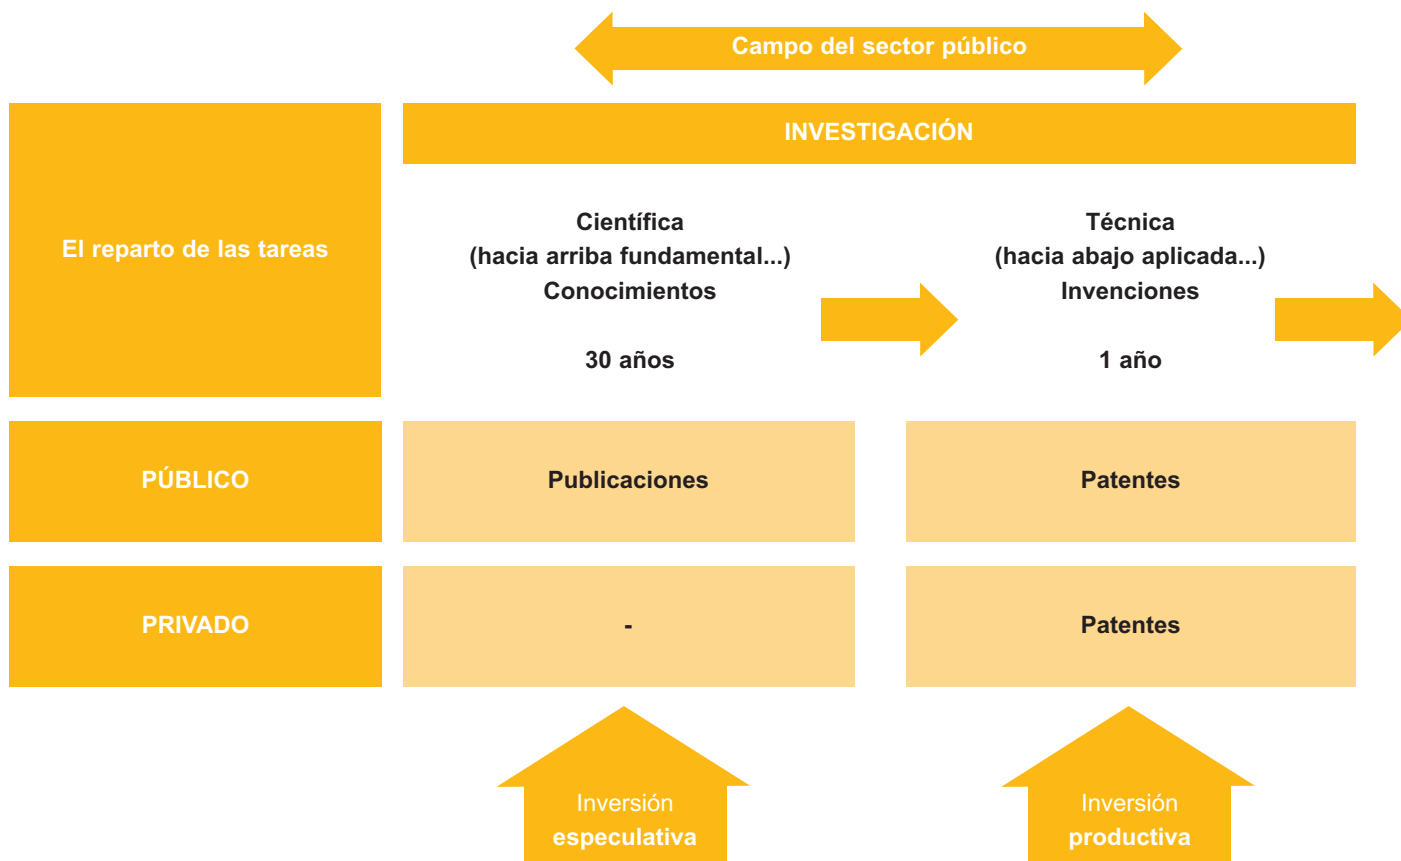 Campo del sector público
INVESTIGACIÓN
El reparto de las tareas
Científica
(hacia arriba fundamental...)
Conocimientos
30 años
Técnica
(hacia abajo aplicada...)
Invenciones
1 año
PÚBLICO
Publicaciones
Patentes
PRIVADO
-
Patentes
Inversión
especulativa
Inversión
productiva